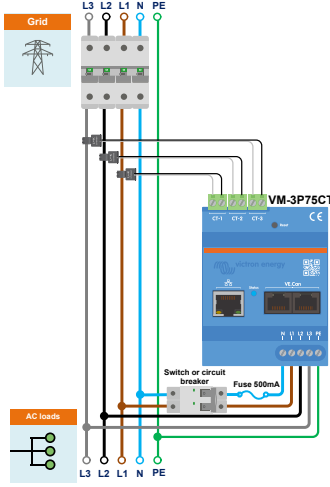 L3 L2 L1 N PE
Grid
VM-3P75CT
CT-1 CT-2 CT-3
CE
Reset
victron energy
Status
VE.Can
N L1 L2 L3 PE
Switch or circuit
breaker
Fuse 500mA
AC loads
L3 L2 L1 N PE